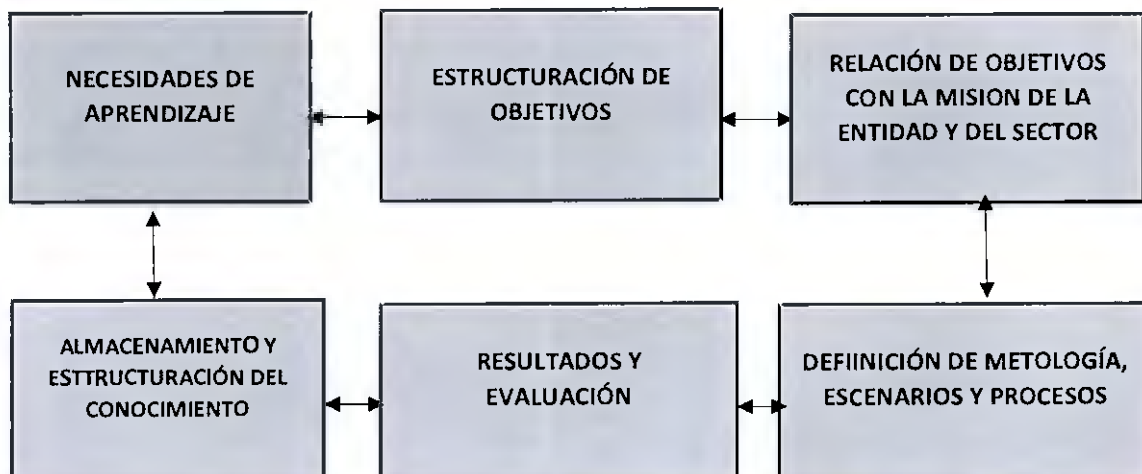 NECESIDADES DE
APRENDIZAJE
ESTRUCTURACIÓN DE
OBJETIVOS
RELACIÓN DE OBJETIVOS
CON LA MISION DE LA
ENTIDAD Y DEL SECTOR
ALMACENAMIENTO Y
ESTTRUCTURACIÓN DEL
CONOCIMIENTO
RESULTADOS Y
EVALUACIÓN
DEFIINICIÓN DE METOLOGÍA,
ESCENARIOS Y PROCESOS